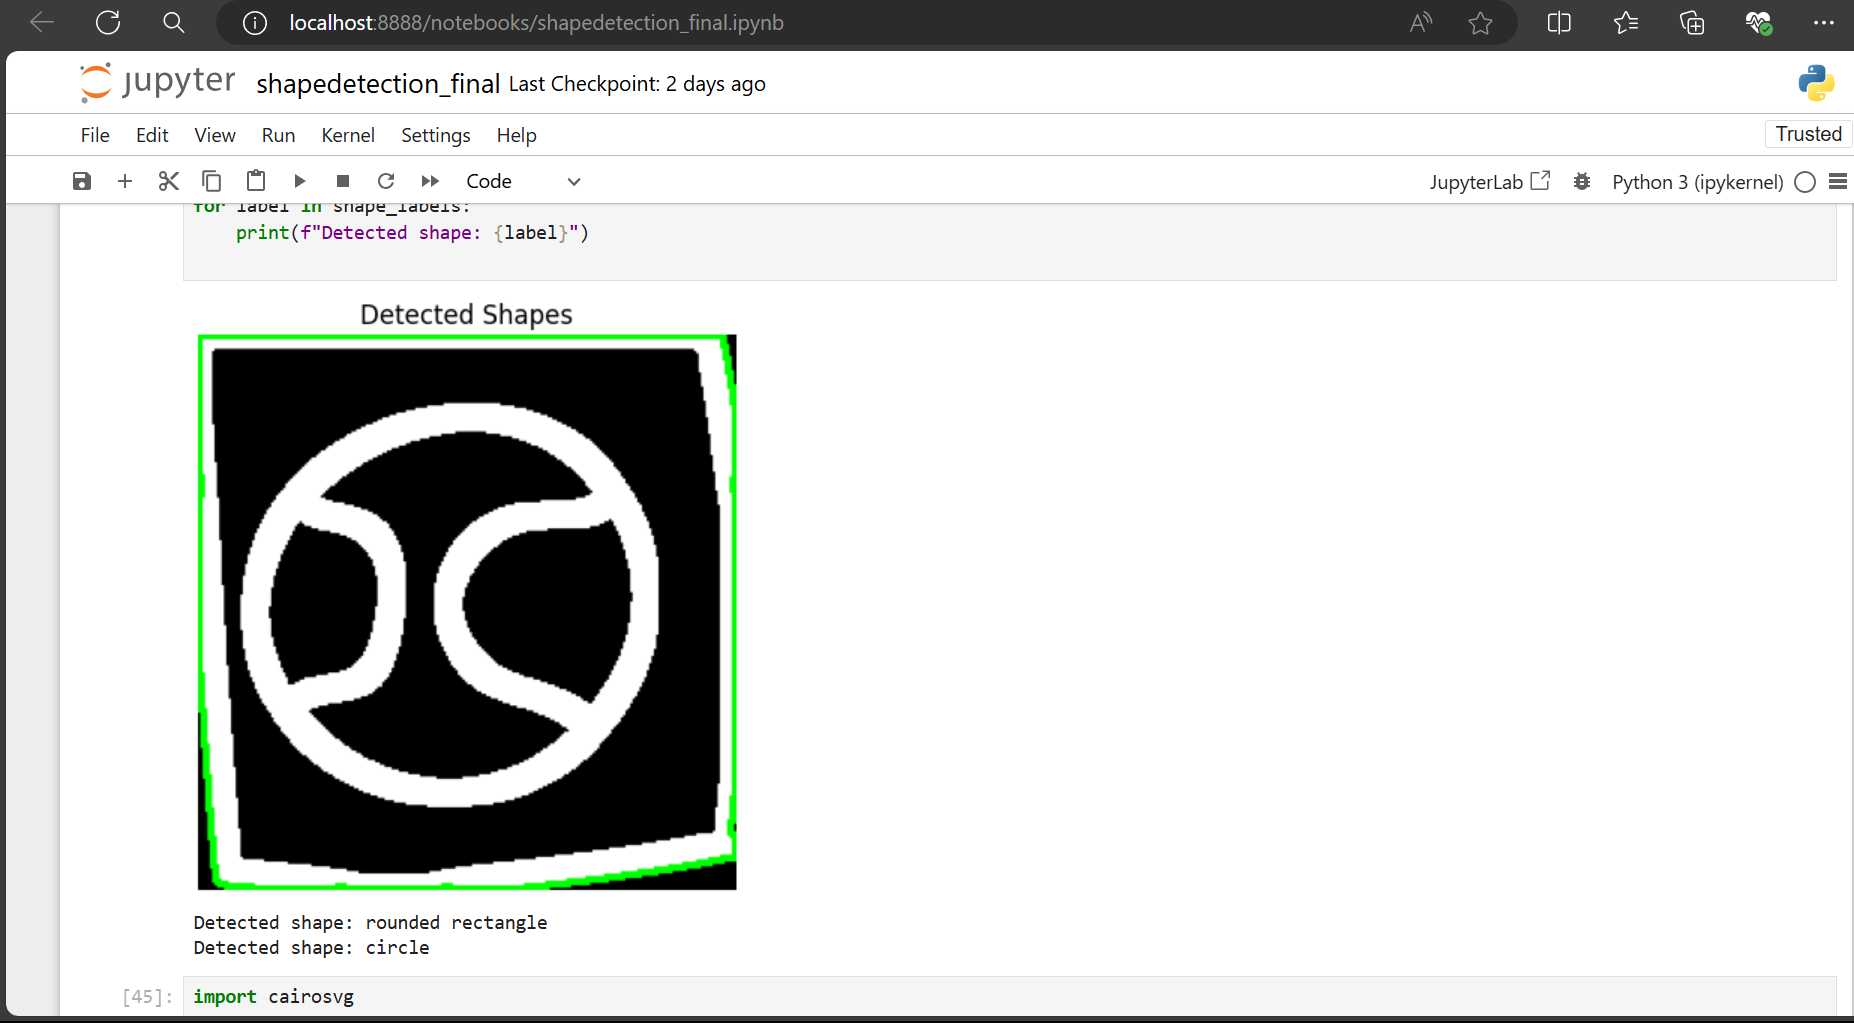 localhost:8888/notebooks/shapedetection_final.ipynb
jupyter shapedetection_final Last Checkpoint: 2 days ago
File Edit View Run Kernel Settings Help
Trusted
Code
JupyterLab Python 3 (ipykernel)
for label in shape_labels:
print(f"Detected shape: {label}")
Detected Shapes
Detected shape: rounded rectangle
Detected shape: circle
[45]: import cairosvg